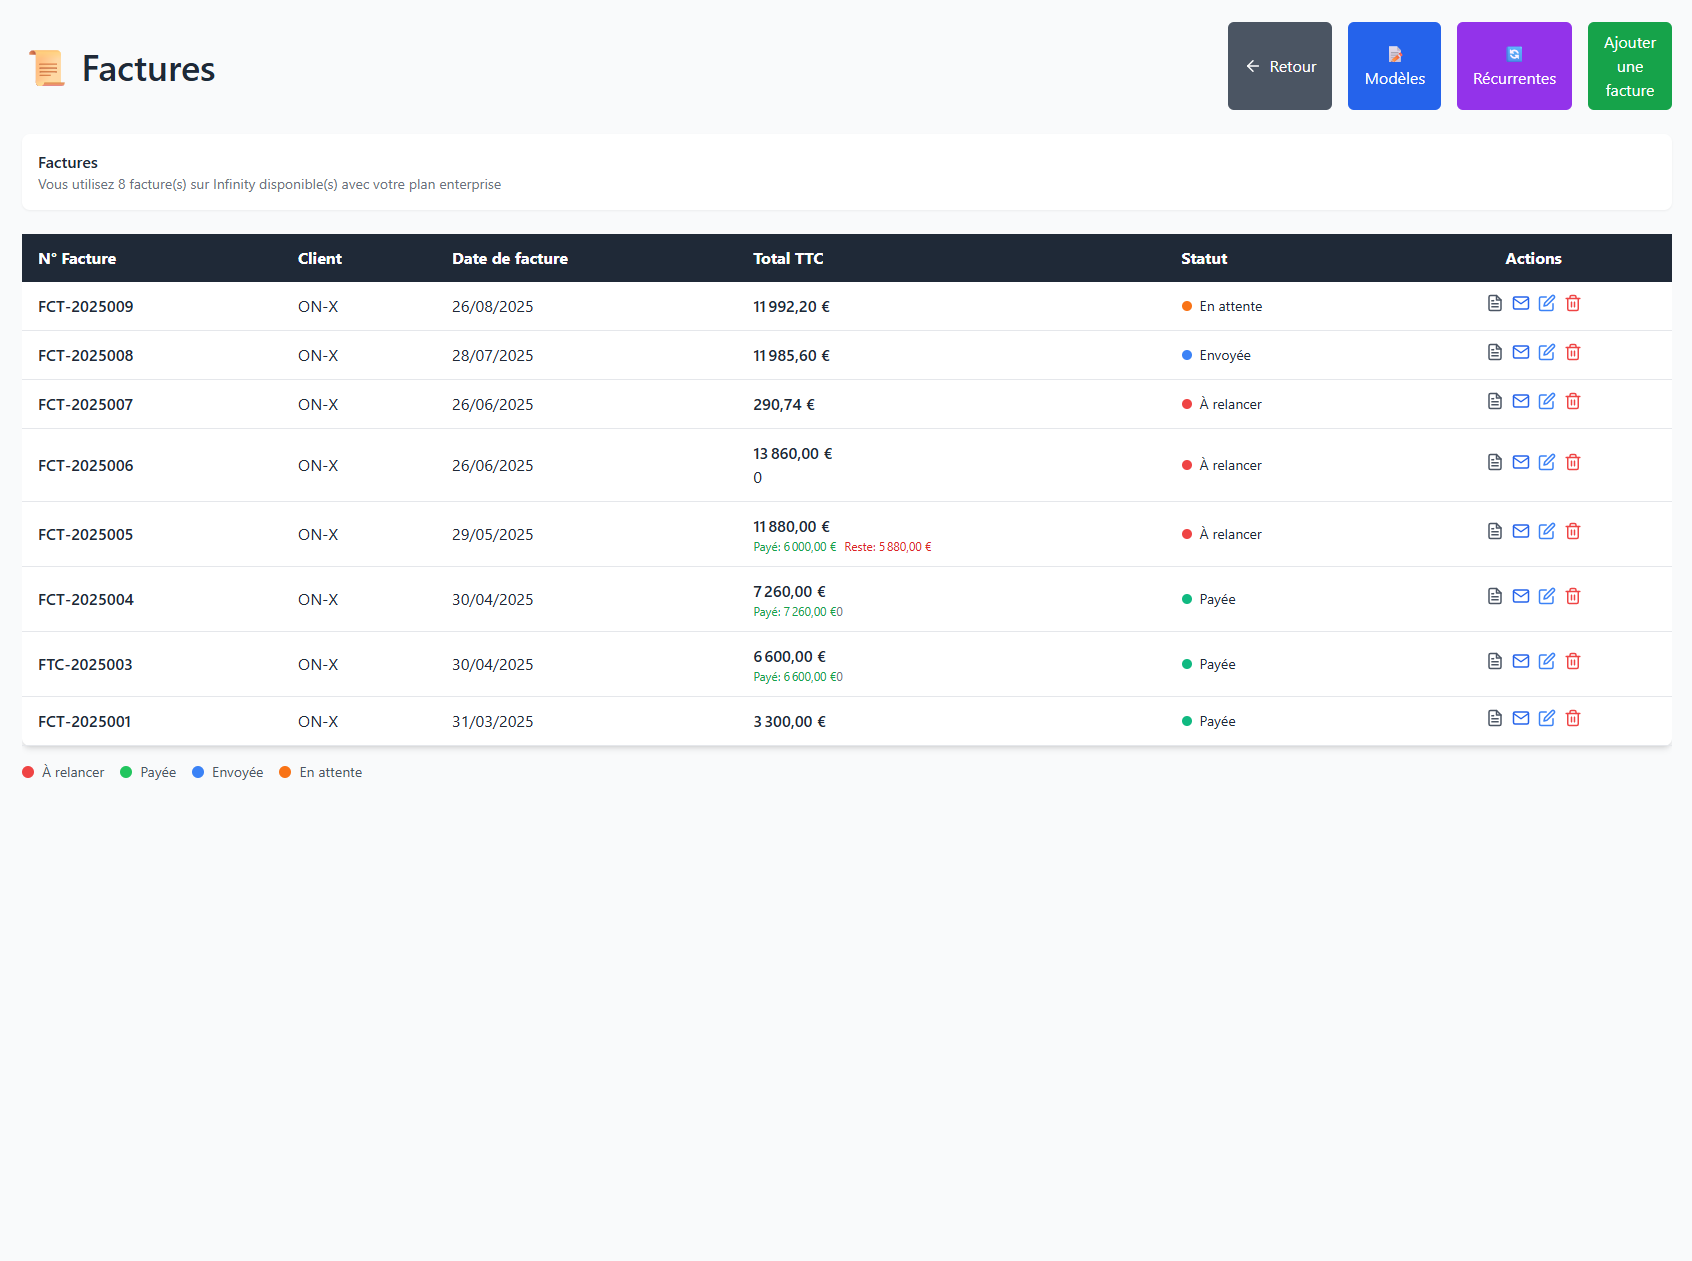 Factures
Retour
Modèles
Récurrentes
Ajouter
une
facture
Factures
Vous utilisez 8 facture(s) sur Infinity disponible(s) avec votre plan enterprise
N° Facture Client Date de facture Total TTC Statut Actions
FCT-2025009 ON-X 26/08/2025 11 992,20 € En attente
FCT-2025008 ON-X 28/07/2025 11 985,60 € Envoyée
FCT-2025007 ON-X 26/06/2025 290,74 € À relancer
FCT-2025006 ON-X 26/06/2025 13 860,00 € À relancer
0
FCT-2025005 ON-X 29/05/2025 11 880,00 € À relancer
Payé: 6 000,00 € Reste: 5 880,00 €
FCT-2025004 ON-X 30/04/2025 7 260,00 € Payée
Payé: 7 260,00 €0
FTC-2025003 ON-X 30/04/2025 6 600,00 € Payée
Payé: 6 600,00 €0
FCT-2025001 ON-X 31/03/2025 3 300,00 € Payée
À relancer Payée Envoyée En attente